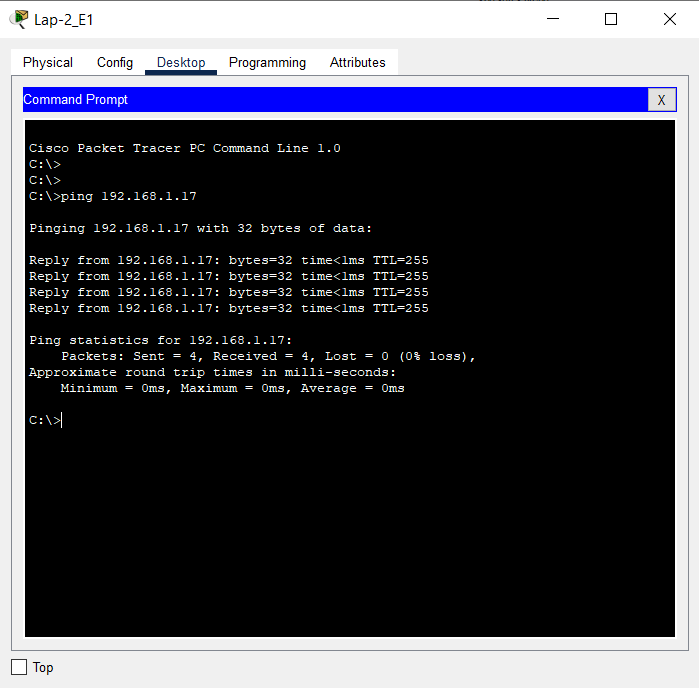 Lap-2_E1
Physical Config Desktop Programming Attributes
Command Prompt
X
Cisco Packet Tracer PC Command Line 1.0
C:\>
C:\>
C:\>ping 192.168.1.17
Pinging 192.168.1.17 with 32 bytes of data:
Reply from 192.168.1.17: bytes=32 time<1ms TTL=255
Reply from 192.168.1.17: bytes=32 time<1ms TTL=255
Reply from 192.168.1.17: bytes=32 time<1ms TTL=255
Reply from 192.168.1.17: bytes=32 time<1ms TTL=255
Ping statistics for 192.168.1.17:
    Packets: Sent = 4, Received = 4, Lost = 0 (0% loss),
Approximate round trip times in milli-seconds:
    Minimum = 0ms, Maximum = 0ms, Average = 0ms
C:\>
Top